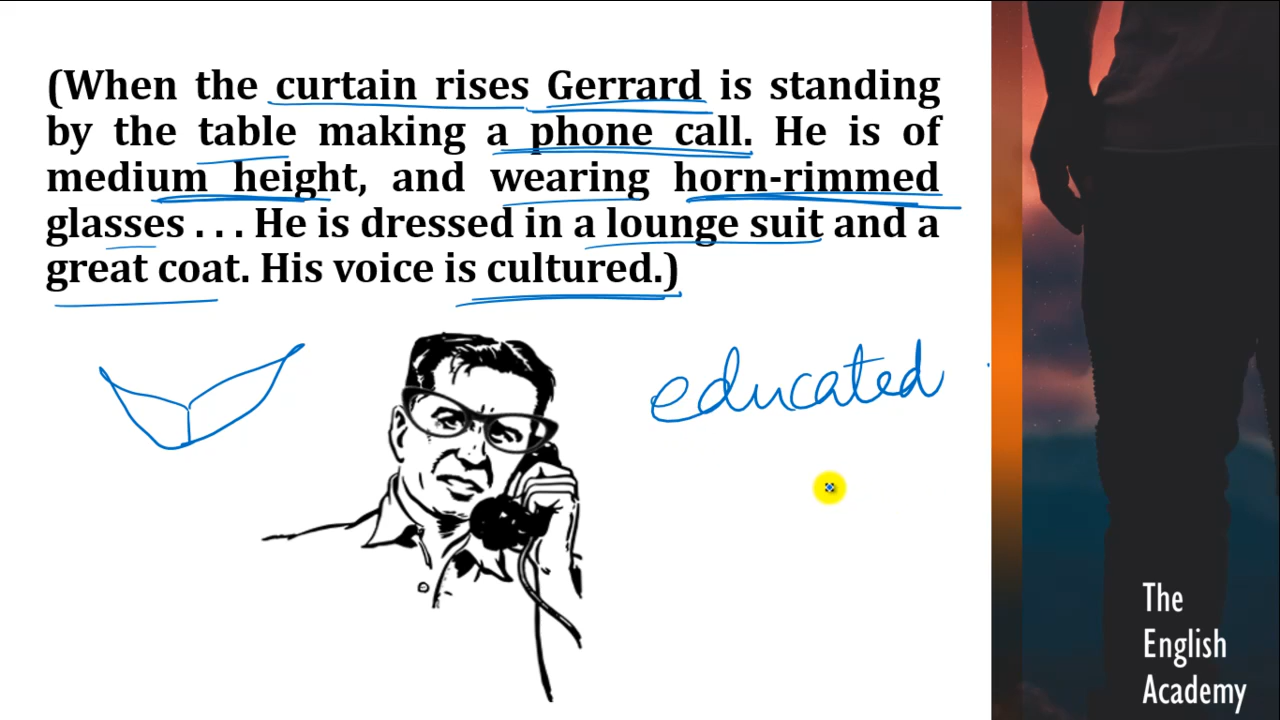 (When the curtain rises Gerrard is standing
by the table making a phone call. He is of
medium height, and wearing horn-rimmed
glasses . . . He is dressed in a lounge suit and a
great coat. His voice is cultured.)
educated
The
English
Academy